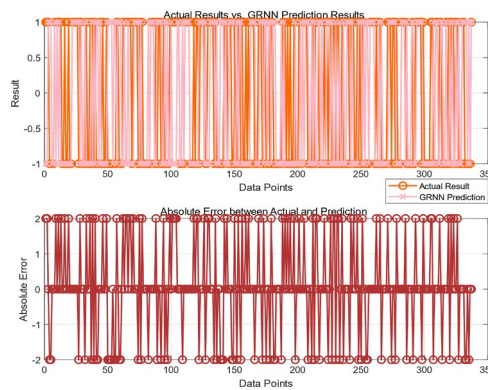 Actual Results vs. GRNN Prediction Results
1
0.5
0
-0.5
-1
Result
0 50 100 150 200 250 300 35
Data Points
Actual Result
GRNN Prediction
Absolute Error between Actual and Prediction
2
1
0
1
-2
Absolute Error
0 50 100 150 200 250 300 35
Data Points